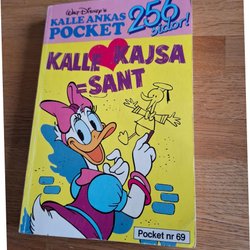 WALT DISNEY'S
KALLE ANKAS
POCKET
256
sidor!
KALLE KAJSA
=SANT
Pocket nr 69